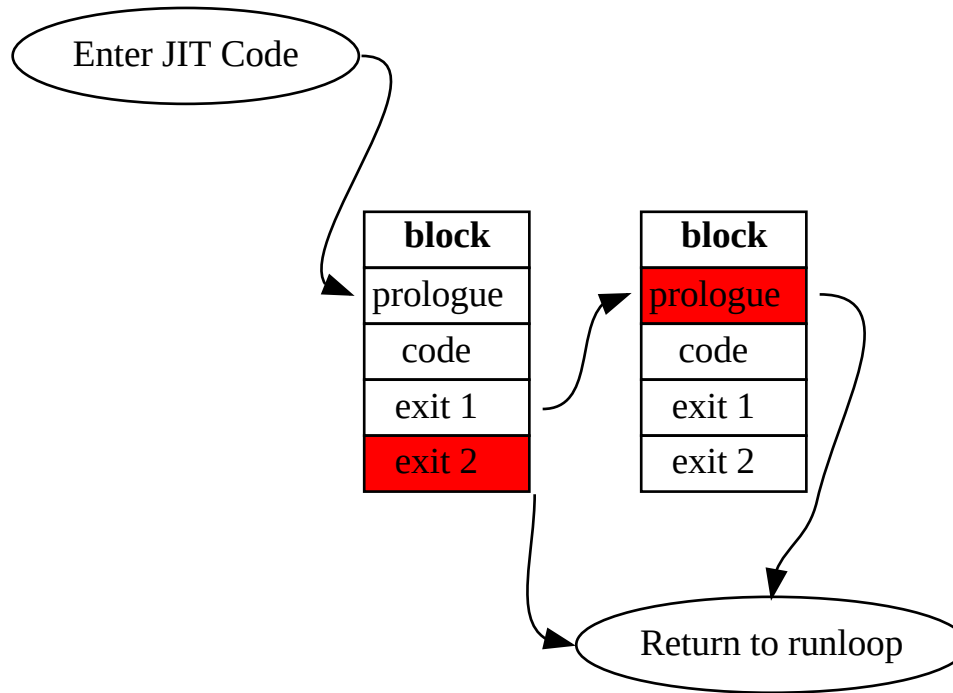 Enter JIT Code
block
prologue
code
exit 1
exit 2
block
prologue
code
exit 1
exit 2
Return to runloop